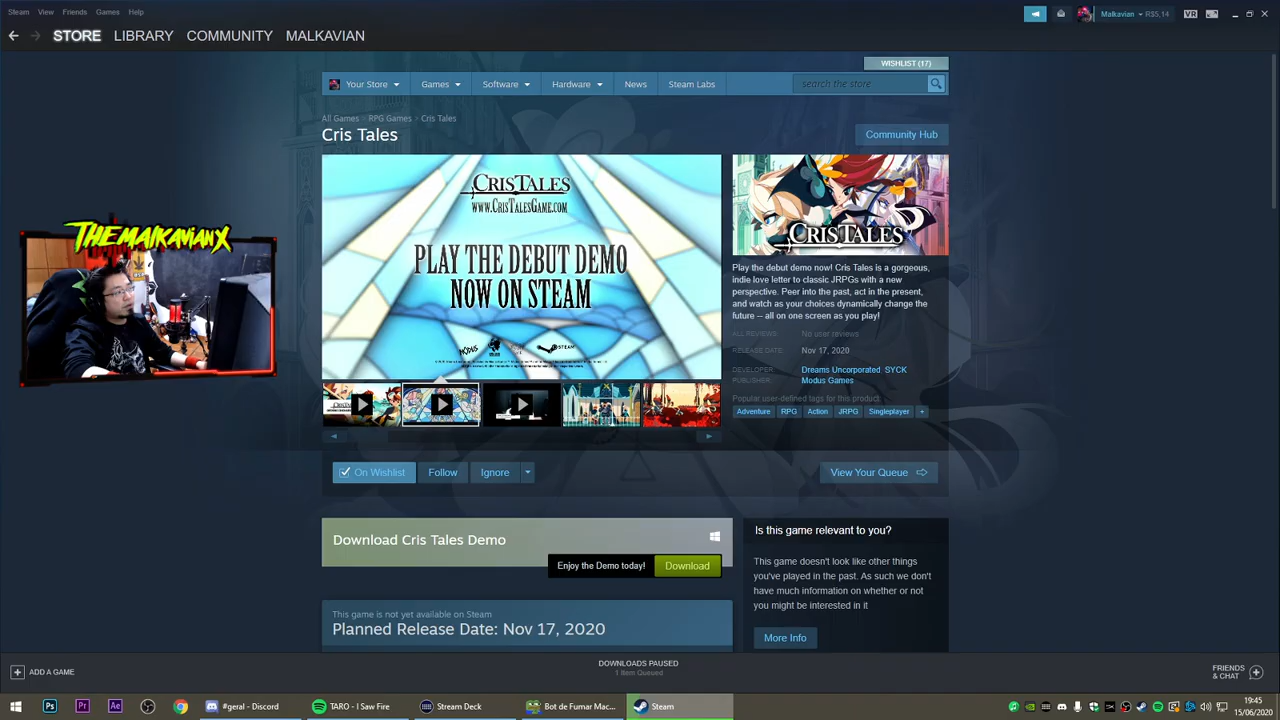 Steam View Friends Games Help
Malkavian R$5,14 VR
STORE LIBRARY COMMUNITY MALKAVIAN
WISHLIST (17)
Your Store Games Software Hardware News Steam Labs search the store
All Games > RPG Games > Cris Tales
Cris Tales
Community Hub
CRISTALES
www.CrisTalesGame.com
PLAY THE DEBUT DEMO
NOW ON STEAM
MODUS
STEAM
CRISTALES
Play the debut demo now! Cris Tales is a gorgeous,
indie love letter to classic JRPGs with a new
perspective. Peer into the past, act in the present,
and watch as your choices dynamically change the
future -- all on one screen as you play!
ALL REVIEWS: No user reviews
RELEASE DATE: Nov 17, 2020
DEVELOPER: Dreams Uncorporated, SYCK
PUBLISHER: Modus Games
Popular user-defined tags for this product:
Adventure RPG Action JRPG Singleplayer +
THEMALKAVIANX
On Wishlist Follow Ignore View Your Queue
Download Cris Tales Demo
Enjoy the Demo today! Download
This game is not yet available on Steam
Planned Release Date: Nov 17, 2020
Is this game relevant to you?
This game doesn't look like other things
you've played in the past. As such we don't
have much information on whether or not
you might be interested in it
More Info
ADD A GAME
DOWNLOADS PAUSED
1 Item Queued
FRIENDS
& CHAT
Ps Pr Ae #geral - Discord TARO - I Saw Fire Stream Deck Bot de Fumar Mac... Steam
19:45
15/06/2020